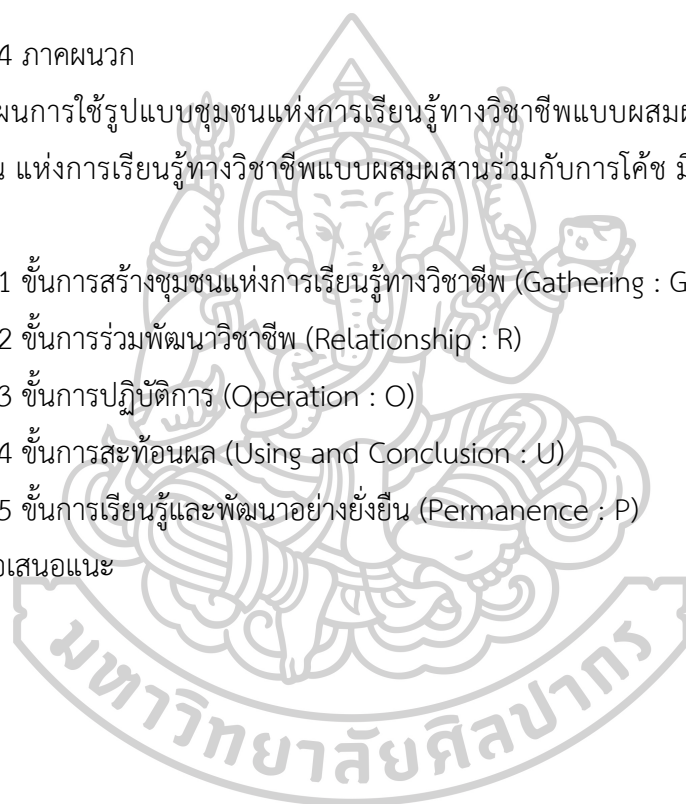 4 ภาคผนวก
ผนการใช้รูปแบบชุมชนแห่งการเรียนรู้ทางวิชาชีพแบบผสม
น แห่งการเรียนรู้ทางวิชาชีพแบบผสมผสานร่วมกับการโค้ช มี
1 ขั้นการสร้างชุมชนแห่งการเรียนรู้ทางวิชาชีพ (Gathering : G
2 ขั้นการร่วมพัฒนาวิชาชีพ (Relationship : R)
3 ขั้นการปฏิบัติการ (Operation : O)
4 ขั้นการสะท้อนผล (Using and Conclusion : U)
5 ขั้นการเรียนรู้และพัฒนาอย่างยั่งยืน (Permanence : P)
อเสนอแนะ
มหาวิทยาลัยศิลปากร